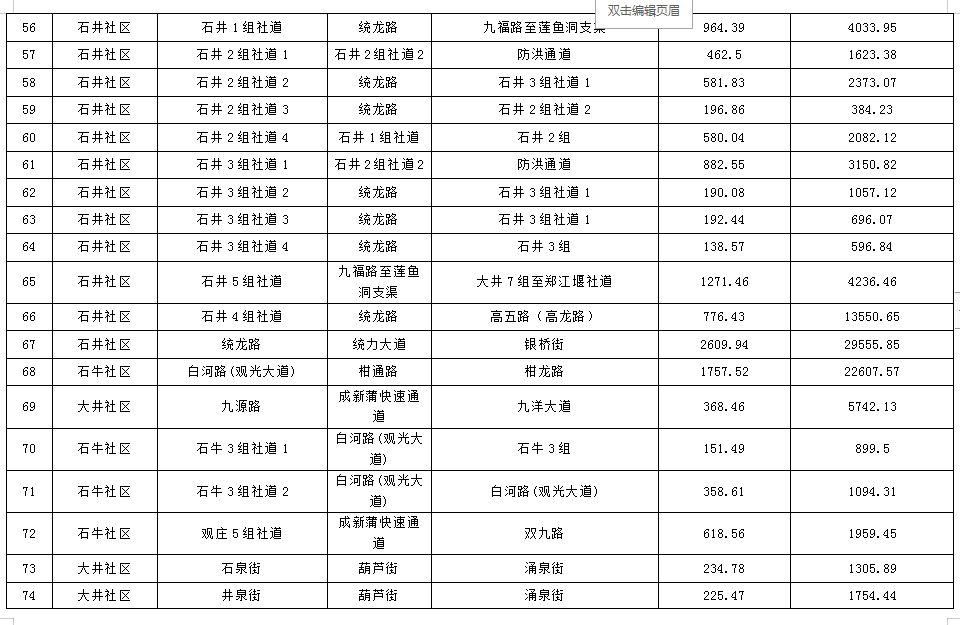 双击编辑页眉
56 石井社区 石井1组社道 统龙路 九福路至莲鱼洞支渠 964.39 4033.95
57 石井社区 石井2组社道1 石井2组社道2 防洪通道 462.5 1623.38
58 石井社区 石井2组社道2 统龙路 石井3组社道1 581.83 2373.07
59 石井社区 石井2组社道3 统龙路 石井2组社道2 196.86 384.23
60 石井社区 石井2组社道4 石井1组社道 石井2组 580.04 2082.12
61 石井社区 石井3组社道1 石井2组社道2 防洪通道 882.55 3150.82
62 石井社区 石井3组社道2 统龙路 石井3组社道1 190.08 1057.12
63 石井社区 石井3组社道3 统龙路 石井3组社道1 192.44 696.07
64 石井社区 石井3组社道4 统龙路 石井3组 138.57 596.84
九福路至莲鱼
65 石井社区 石井5组社道 大井7组至郑江堰社道 1271.46 4236.46
洞支渠
66 石井社区 石井4组社道 统龙路 高五路（高龙路） 776.43 13550.65
67 石井社区 统龙路 统力大道 银桥街 2609.94 29555.85
68 石牛社区 白河路(观光大道) 柑通路 柑龙路 1757.52 22607.57
成新蒲快速通
69 大井社区 九源路 九洋大道 368.46 5742.13
道
白河路(观光大
70 石牛社区 石牛3组社道1 石牛3组 151.49 899.5
道)
白河路(观光大
71 石牛社区 石牛3组社道2 白河路(观光大道) 358.61 1094.31
道)
成新蒲快速通
72 石牛社区 观庄5组社道 双九路 618.56 1959.45
道
73 大井社区 石泉街 葫芦街 涌泉街 234.78 1305.89
74 大井社区 井泉街 葫芦街 涌泉街 225.47 1754.44